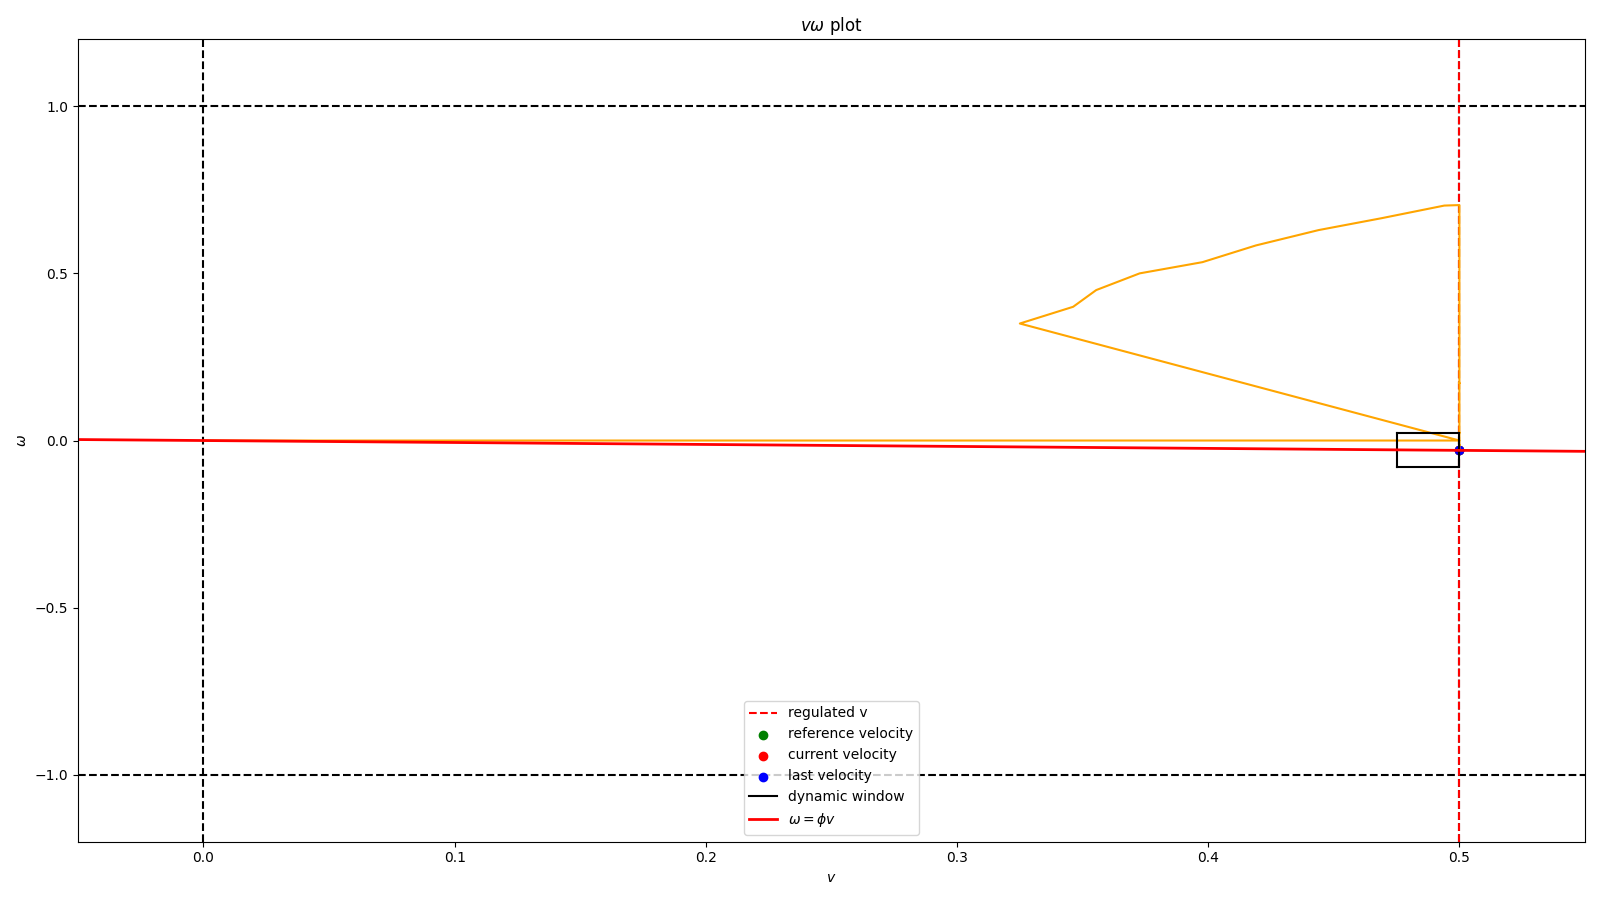 vω plot
1.0
0.5
0.0
−0.5
−1.0
ω
regulated v
reference velocity
current velocity
last velocity
dynamic window
ω = ϕv
0.0 0.1 0.2 0.3 0.4 0.5
v